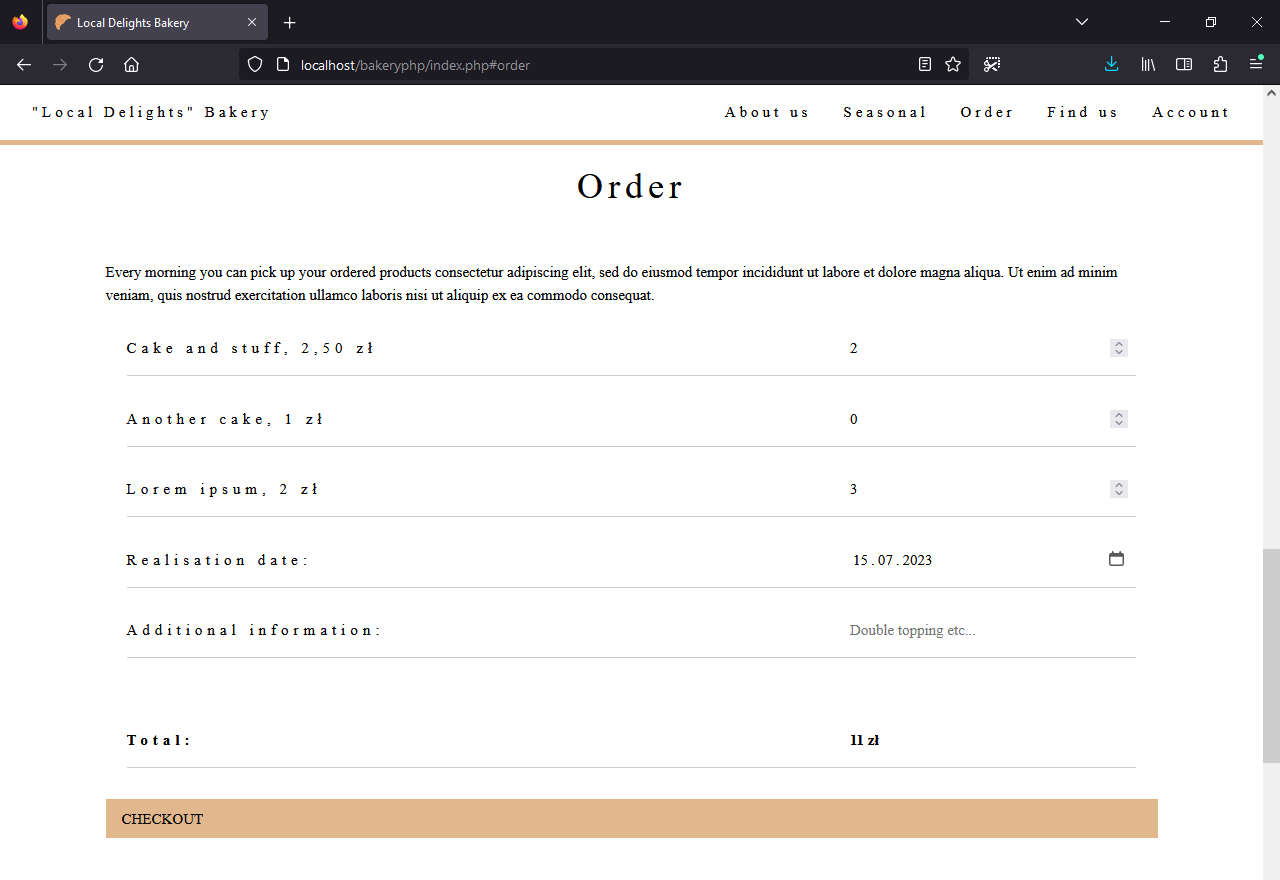 Local Delights Bakery
localhost/bakeryphp/index.php#order
"Local Delights" Bakery About us Seasonal Order Find us Account
Order
Every morning you can pick up your ordered products consectetur adipiscing elit, sed do eiusmod tempor incididunt ut labore et dolore magna aliqua. Ut enim ad minim
veniam, quis nostrud exercitation ullamco laboris nisi ut aliquip ex ea commodo consequat.
Cake and stuff, 2,50 zł 2
Another cake, 1 zł 0
Lorem ipsum, 2 zł 3
Realisation date: 15.07.2023
Additional information: Double topping etc...
Total: 11 zł
CHECKOUT